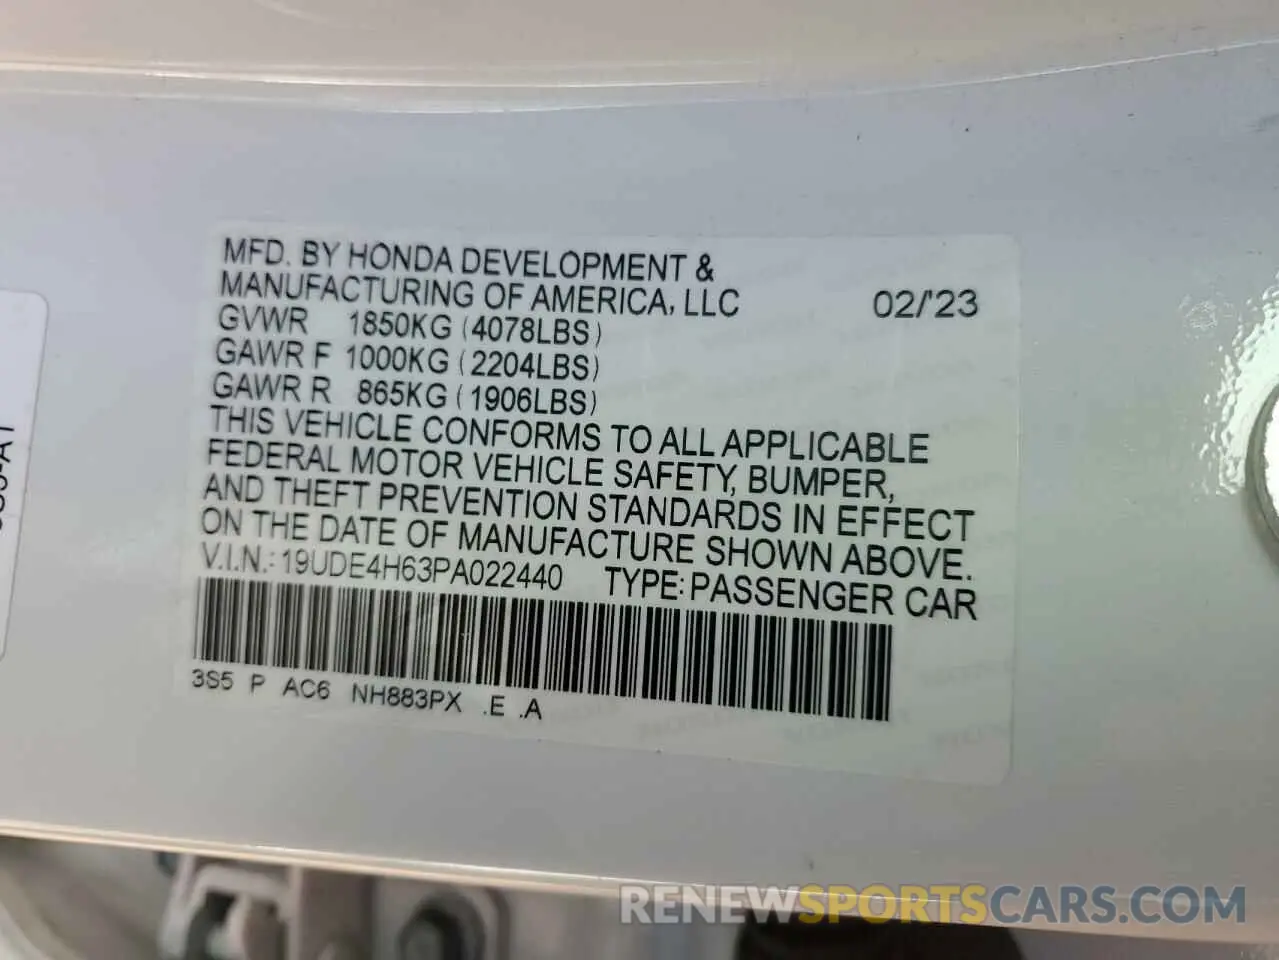 MFD. BY HONDA DEVELOPMENT &
MANUFACTURING OF AMERICA, LLC 02/'23
GVWR 1850KG (4078LBS)
GAWR F 1000KG (2204LBS)
GAWR R 865KG (1906LBS)
THIS VEHICLE CONFORMS TO ALL APPLICABLE
FEDERAL MOTOR VEHICLE SAFETY, BUMPER,
AND THEFT PREVENTION STANDARDS IN EFFECT
ON THE DATE OF MANUFACTURE SHOWN ABOVE.
V.I.N.: 19UDE4H63PA022440 TYPE: PASSENGER CAR
3S5 P AC6 NH883PX .E .A
RENEWSPORTSCARS.COM